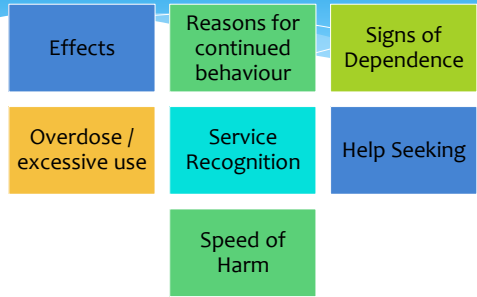 Effects
Reasons for
continued
behaviour
Signs of
Dependence
Overdose /
excessive use
Service
Recognition
Help Seeking
Speed of
Harm